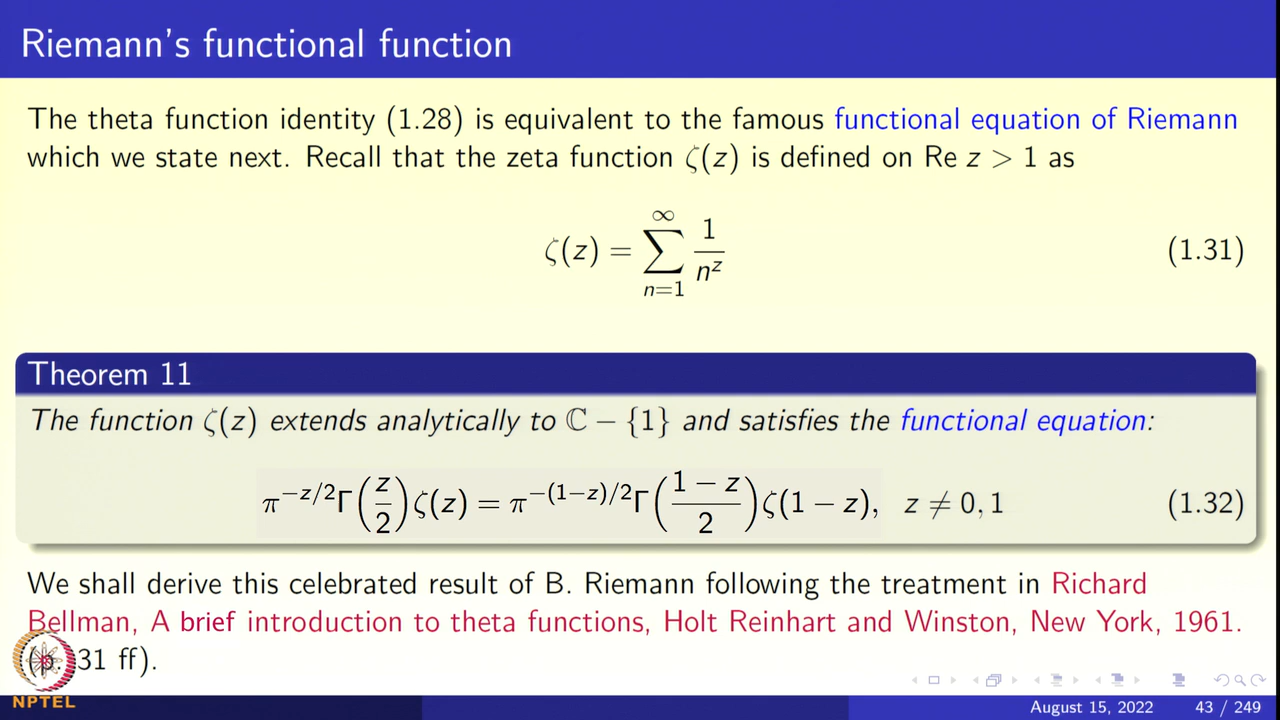 Riemann's functional function
The theta function identity (1.28) is equivalent to the famous functional equation of Riemann
which we state next. Recall that the zeta function ζ(z) is defined on Re z > 1 as
ζ(z) = ∑_{n=1}^{∞} 1/n^z (1.31)
Theorem 11
The function ζ(z) extends analytically to ℂ − {1} and satisfies the functional equation:
π^{−z/2}Γ(z/2)ζ(z) = π^{−(1−z)/2}Γ((1−z)/2)ζ(1 − z), z ≠ 0, 1 (1.32)
We shall derive this celebrated result of B. Riemann following the treatment in Richard
Bellman, A brief introduction to theta functions, Holt Reinhart and Winston, New York, 1961.
(p. 31 ff).
NPTEL
August 15, 2022 43 / 249